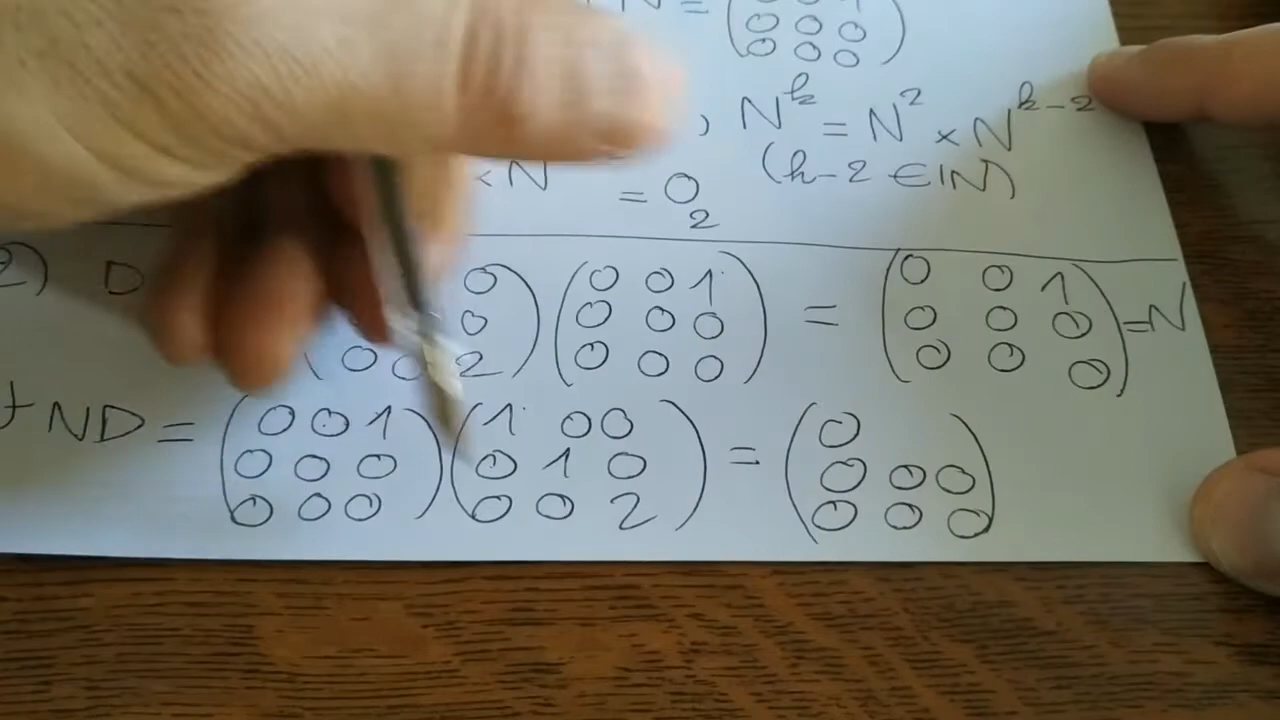 N = ( 0 0 0
0 0 0 )
, N^k = N^2 × N^{k-2}
× N = 0_2 (k-2 ∈ ℕ)
2) D
( 0 ) ( 0 0 1 ) = ( 0 0 1 )
( 0 ) ( 0 0 0 ) = ( 0 0 0 ) = N
( 0 0 2 ) ( 0 0 0 ) ( 0 0 0 )
ND = ( 0 0 1 ) ( 1 0 0 ) = ( 0 )
( 0 0 0 ) ( 0 1 0 ) ( 0 0 0 )
( 0 0 0 ) ( 0 0 2 ) ( 0 0 0 )